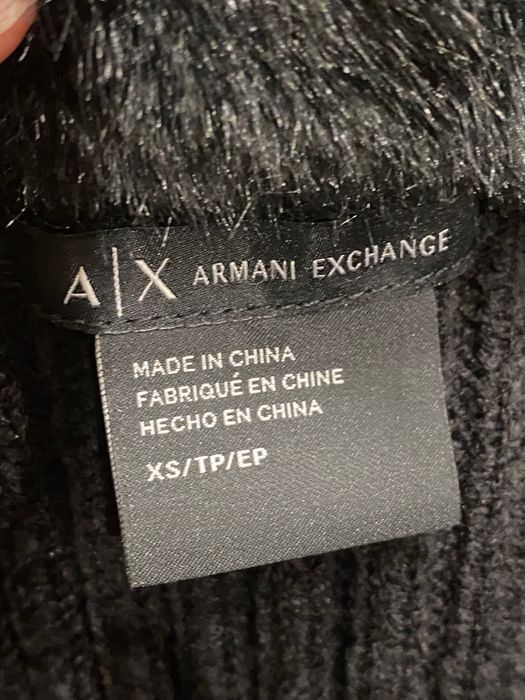 A|X ARMANI EXCHANGE
MADE IN CHINA
FABRIQUÉ EN CHINE
HECHO EN CHINA
XS/TP/EP